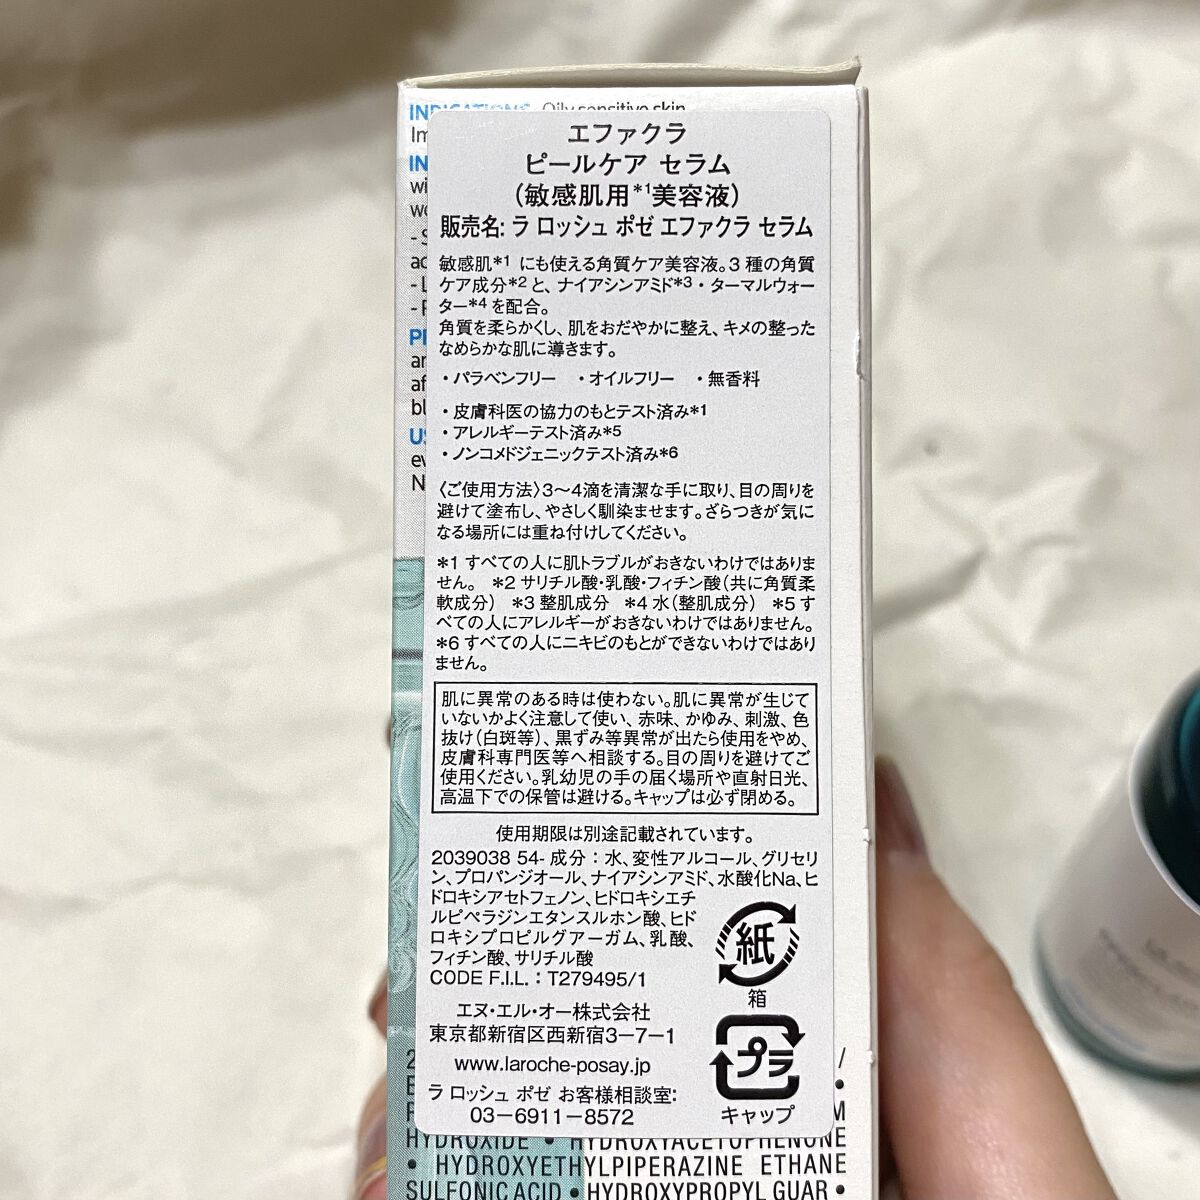 INDICATIONS Oily sensitive skin
エファクラ
ピールケア セラム
(敏感肌用*1美容液)
販売名: ラ ロッシュ ポゼ エファクラ セラム
敏感肌*1 にも使える角質ケア美容液。3 種の角質
ケア成分*2と、ナイアシンアミド*3・ターマルウォー
ター*4を配合。
角質を柔らかくし、肌をおだやかに整え、キメの整った
なめらかな肌に導きます。
・パラベンフリー ・オイルフリー ・無香料
・皮膚科医の協力のもとテスト済み*1
・アレルギーテスト済み*5
・ノンコメドジェニックテスト済み*6
〈ご使用方法〉3〜4滴を清潔な手に取り、目の周りを
避けて塗布し、やさしく馴染ませます。ざらつきが気に
なる場所には重ね付けしてください。
*1 すべての人に肌トラブルがおきないわけではありま
せん。 *2 サリチル酸・乳酸・フィチン酸(共に角質柔
軟成分) *3 整肌成分 *4 水(整肌成分) *5 す
べての人にアレルギーがおきないわけではありません。
*6 すべての人にニキビのもとができないわけではあり
ません。
肌に異常のある時は使わない。肌に異常が生じて
いないかよく注意して使い、赤味、かゆみ、刺激、色
抜け(白斑等)、黒ずみ等異常が出たら使用をやめ、
皮膚科専門医等へ相談する。目の周りを避けてご
使用ください。乳幼児の手の届く場所や直射日光、
高温下での保管は避ける。キャップは必ず閉める。
使用期限は別途記載されています。
2039038 54- 成分：水、変性アルコール、グリセリ
ン、プロパンジオール、ナイアシンアミド、水酸化Na、ヒ
ドロキシアセトフェノン、ヒドロキシエチ
ルピペラジンエタンスルホン酸、ヒド
ロキシプロピルグアーガム、乳酸、
フィチン酸、サリチル酸
CODE F.I.L.：T279495/1
紙
箱
エヌ・エル・オー株式会社
東京都新宿区西新宿3−7−1
www.laroche-posay.jp
ラ ロッシュ ポゼ お客様相談室:
03−6911−8572
プラ
キャップ
HYDROXIDE • HYDROXYACETOPHENONE
• HYDROXYETHYLPIPERAZINE ETHANE
SULFONIC ACID • HYDROXYPROPYL GUAR •